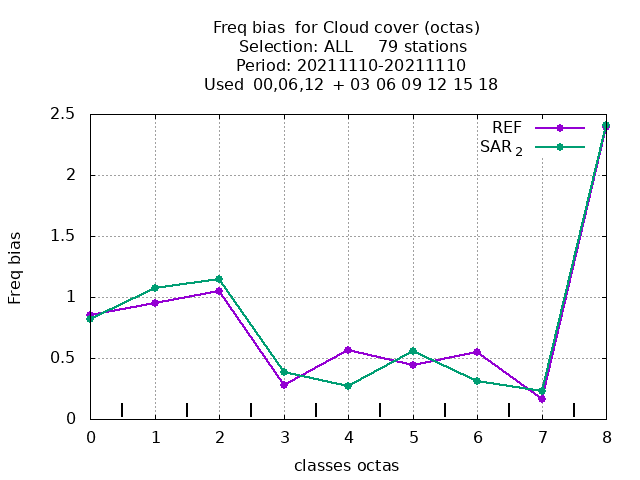 Freq bias  for Cloud cover (octas)
Selection: ALL     79 stations
Period: 20211110-20211110
Used  00,06,12  + 03 06 09 12 15 18
REF
SAR 2
2.5
2
1.5
1
0.5
0
Freq bias
0 1 2 3 4 5 6 7 8
classes octas